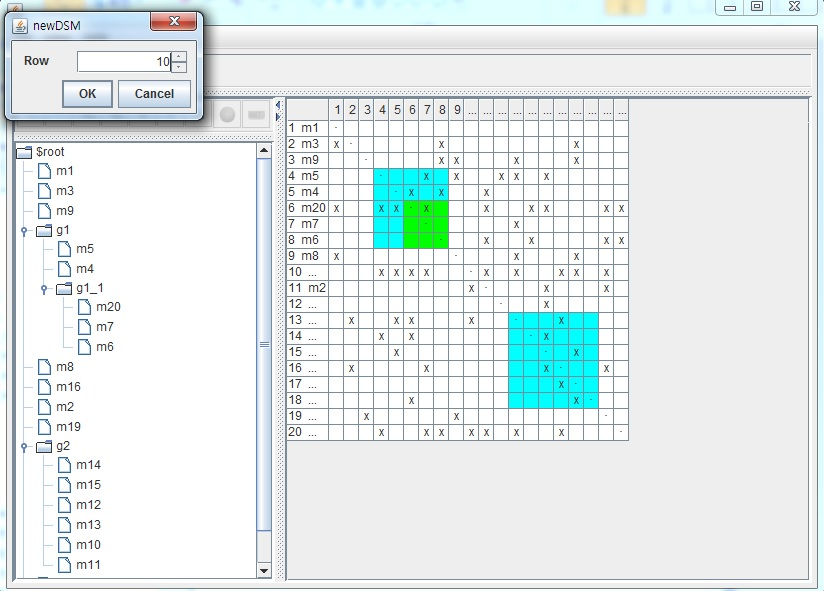 newDSM
Row 10
OK Cancel
$root
m1
m3
m9
g1
m5
m4
g1_1
m20
m7
m6
m8
m16
m2
m19
g2
m14
m15
m12
m13
m10
m11
1 2 3 4 5 6 7 8 9 ... ... ... ... ... ... ... ... ... ... ...
1 m1 .
2 m3 x . x x
3 m9 . x x x x
4 m5 . x x x x x
5 m4 . x x x
6 m20 x x x . x x x x x x
7 m7 . x
8 m6 . x x x x
9 m8 x . x x
10 ... x x x x . x x x x x
11 m2 x . x x
12 ... . x
13 ... x x x x . x
14 ... x x . x
15 ... x . x
16 ... x x x . x
17 ... x .
18 ... x x .
19 ... x x .
20 ... x x x x x x x .